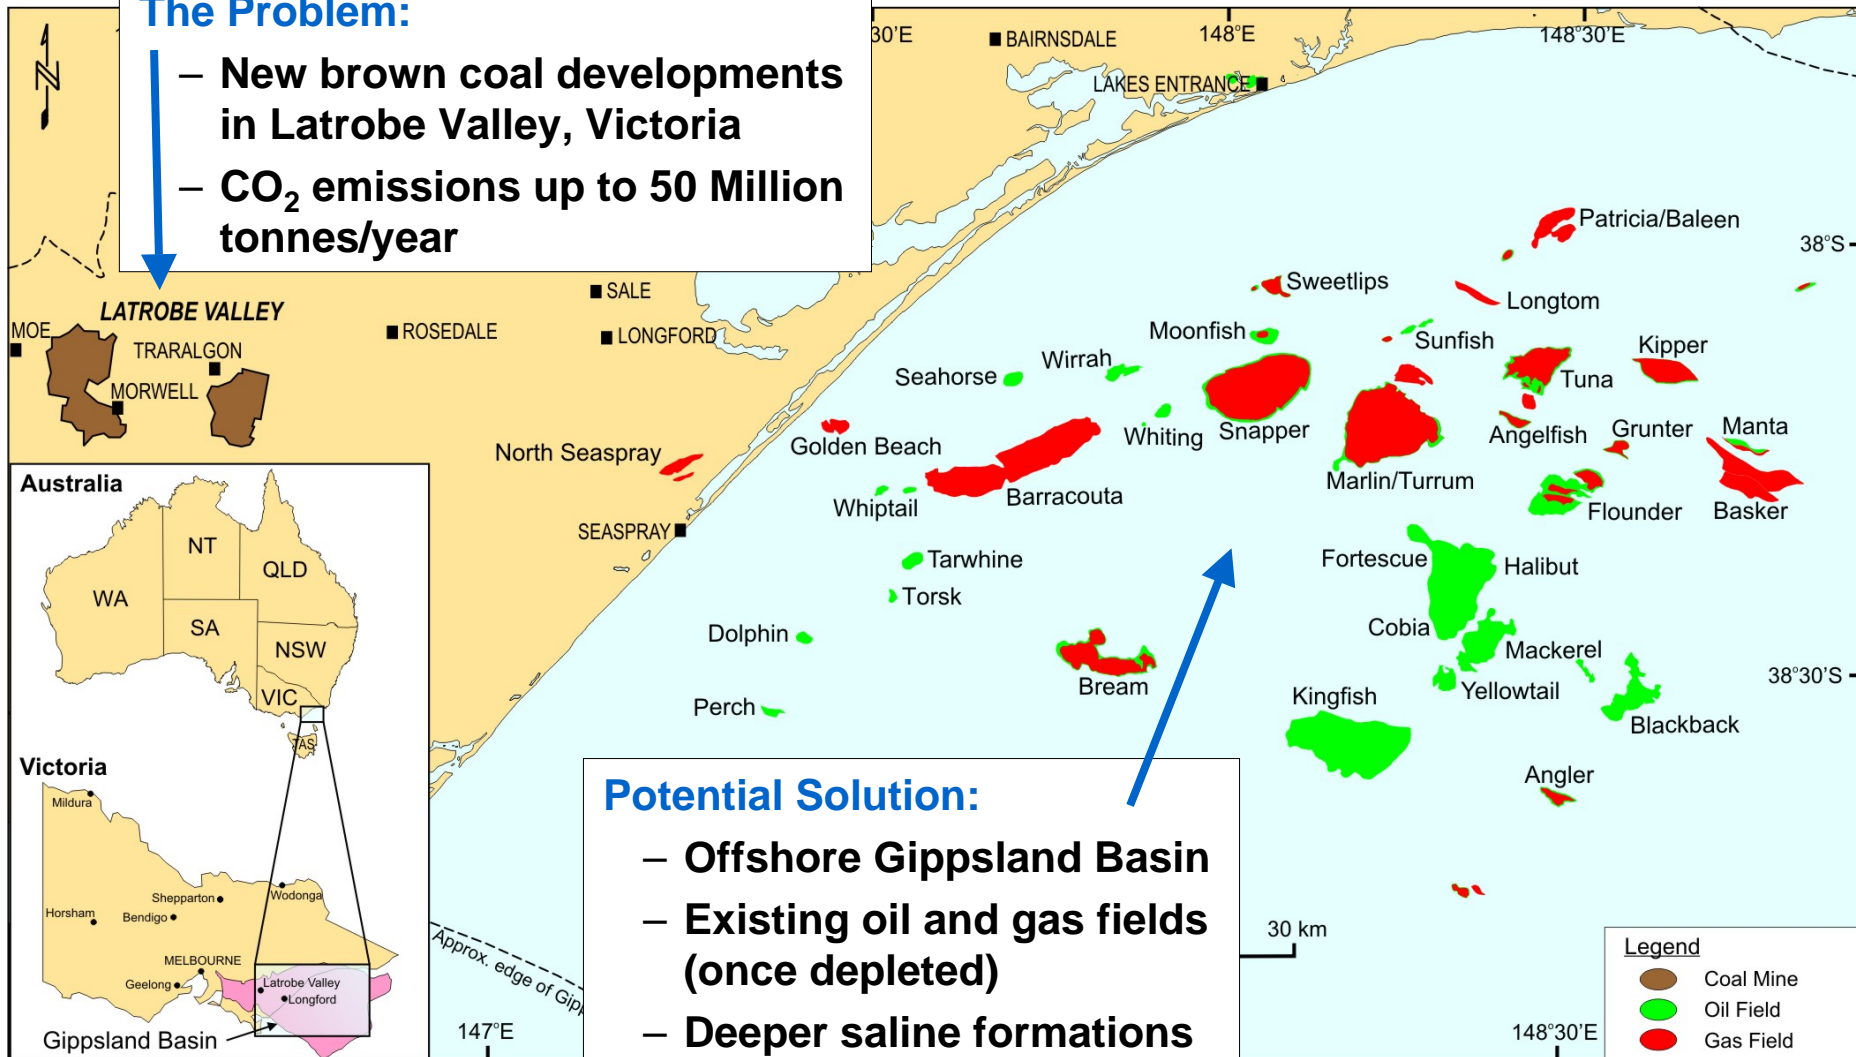 The Problem:
– New brown coal developments
in Latrobe Valley, Victoria
– CO₂ emissions up to 50 Million
tonnes/year
N
30'E
148°E
148°30'E
BAIRNSDALE
LAKES ENTRANCE
38°S
Patricia/Baleen
Sweetlips
Longtom
LATROBE VALLEY
SALE
MOE
ROSEDALE
LONGFORD
TRARALGON
MORWELL
Moonfish
Sunfish
Kipper
Wirrah
Seahorse
Tuna
Golden Beach
Whiting
Snapper
Angelfish
Grunter
Manta
North Seaspray
Marlin/Turrum
Barracouta
Whiptail
Flounder
Basker
SEASPRAY
Tarwhine
Fortescue
Halibut
Torsk
Dolphin
Cobia
Mackerel
38°30'S
Bream
Yellowtail
Kingfish
Perch
Blackback
Angler
Australia
NT
QLD
WA
SA
NSW
VIC
TAS
Victoria
Mildura
Wodonga
Shepparton
Horsham
Bendigo
MELBOURNE
Geelong
Latrobe Valley
Longford
Gippsland Basin
Approx. edge of Gipp
147°E
Potential Solution:
– Offshore Gippsland Basin
– Existing oil and gas fields
(once depleted)
– Deeper saline formations
30 km
148°30'E
Legend
Coal Mine
Oil Field
Gas Field